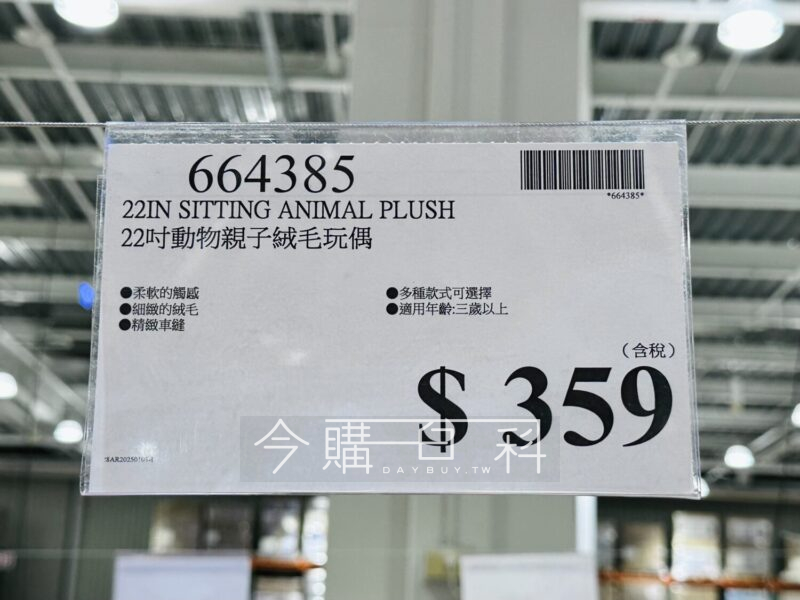 664385
*664385*
22IN SITTING ANIMAL PLUSH
22吋動物親子絨毛玩偶
●柔軟的觸感
●細緻的絨毛
●精緻車縫
●多種款式可選擇
●適用年齡:三歲以上
(含稅)
$ 359
今購百科
DAYBUY.TW